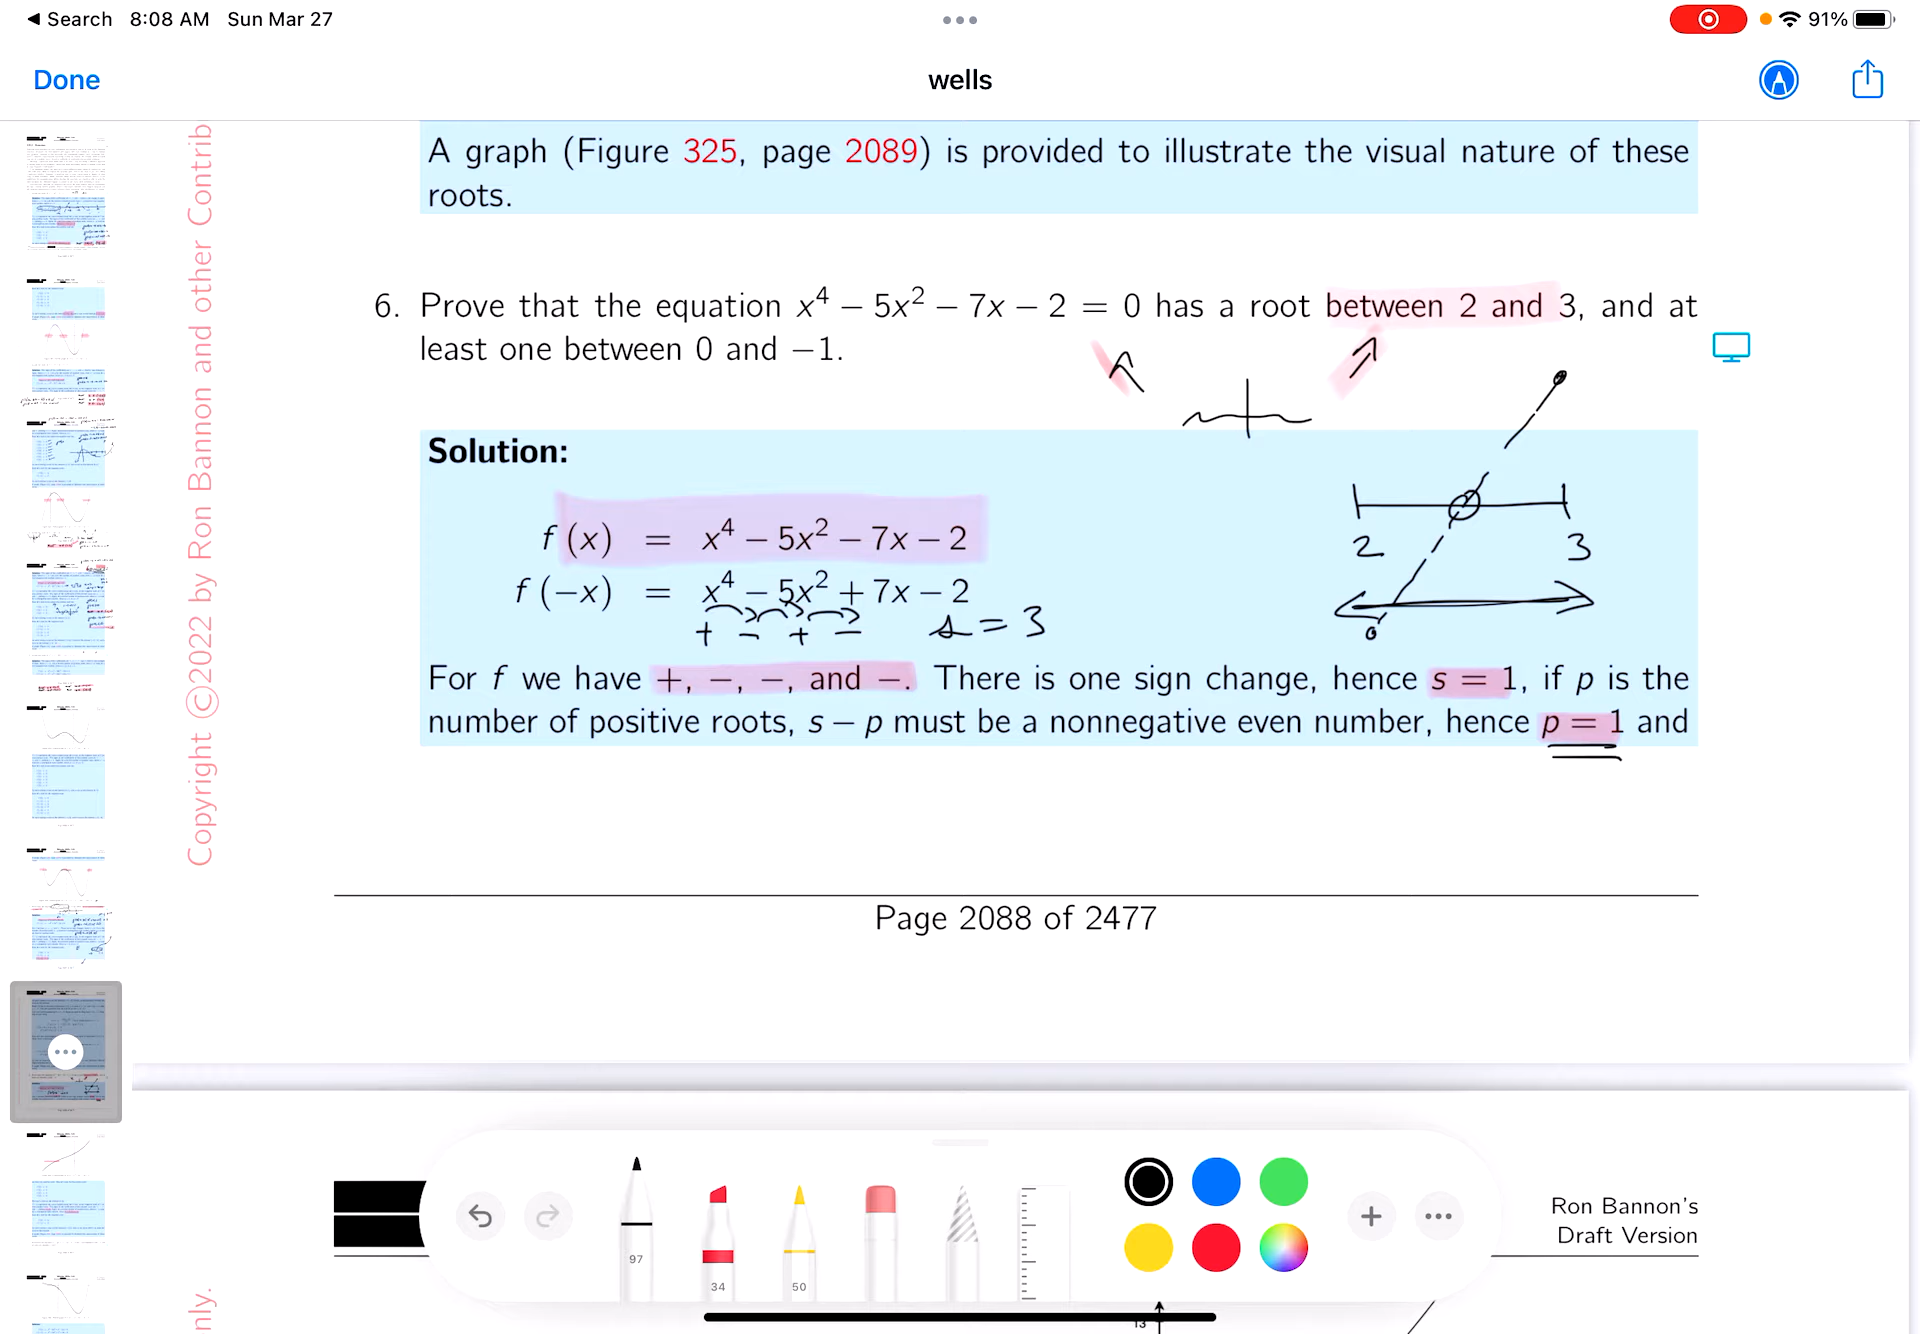 Search 8:08 AM Sun Mar 27
91%
Done
wells
A graph (Figure 325, page 2089) is provided to illustrate the visual nature of these
roots.
6. Prove that the equation x⁴ − 5x² − 7x − 2 = 0 has a root between 2 and 3, and at
least one between 0 and −1.
Solution:
f (x) = x⁴ − 5x² − 7x − 2
f (−x) = x⁴ − 5x² + 7x − 2
+ − + − s = 3
2 3
For f we have +, −, −, and −. There is one sign change, hence s = 1, if p is the
number of positive roots, s − p must be a nonnegative even number, hence p = 1 and
Page 2088 of 2477
Copyright ©2022 by Ron Bannon and other Contrib
nly.
Ron Bannon's
Draft Version
97
34
50
13